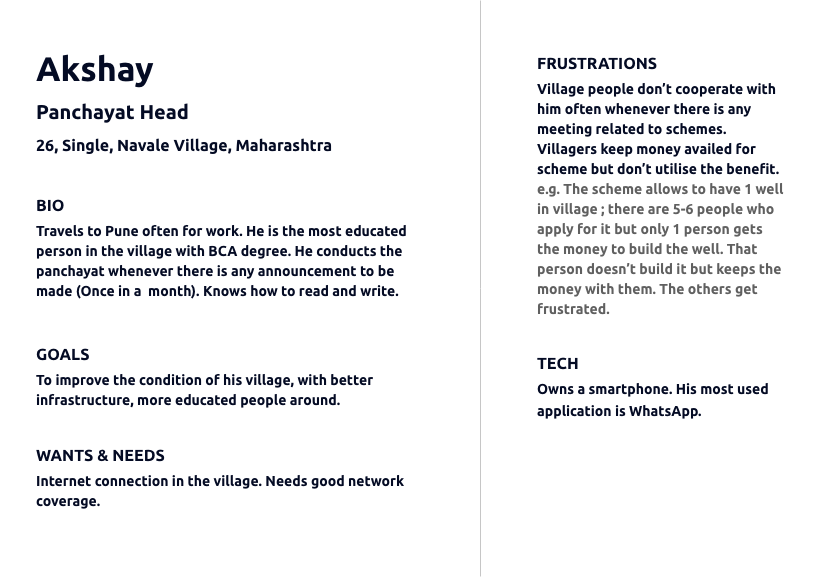 Akshay
Panchayat Head
26, Single, Navale Village, Maharashtra
BIO
Travels to Pune often for work. He is the most educated
person in the village with BCA degree. He conducts the
panchayat whenever there is any announcement to be
made (Once in a  month). Knows how to read and write.
GOALS
To improve the condition of his village, with better
infrastructure, more educated people around.
WANTS & NEEDS
Internet connection in the village. Needs good network
coverage.
FRUSTRATIONS
Village people don’t cooperate with
him often whenever there is any
meeting related to schemes.
Villagers keep money availed for
scheme but don’t utilise the benefit.
e.g. The scheme allows to have 1 well
in village ; there are 5-6 people who
apply for it but only 1 person gets
the money to build the well. That
person doesn’t build it but keeps the
money with them. The others get
frustrated.
TECH
Owns a smartphone. His most used
application is WhatsApp.